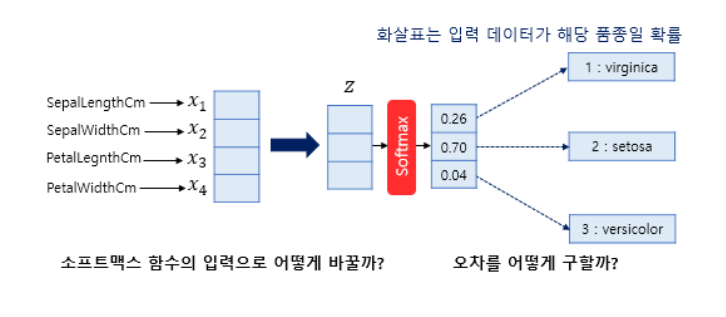 화살표는 입력 데이터가 해당 품종일 확률
1 : virginica
z
SepalLengthCm x1
SepalWidthCm x2
PetalLegnthCm x3
PetalWidthCm x4
Softmax
0.26
0.70
0.04
2 : setosa
3 : versicolor
소프트맥스 함수의 입력으로 어떻게 바꿀까?
오차를 어떻게 구할까?